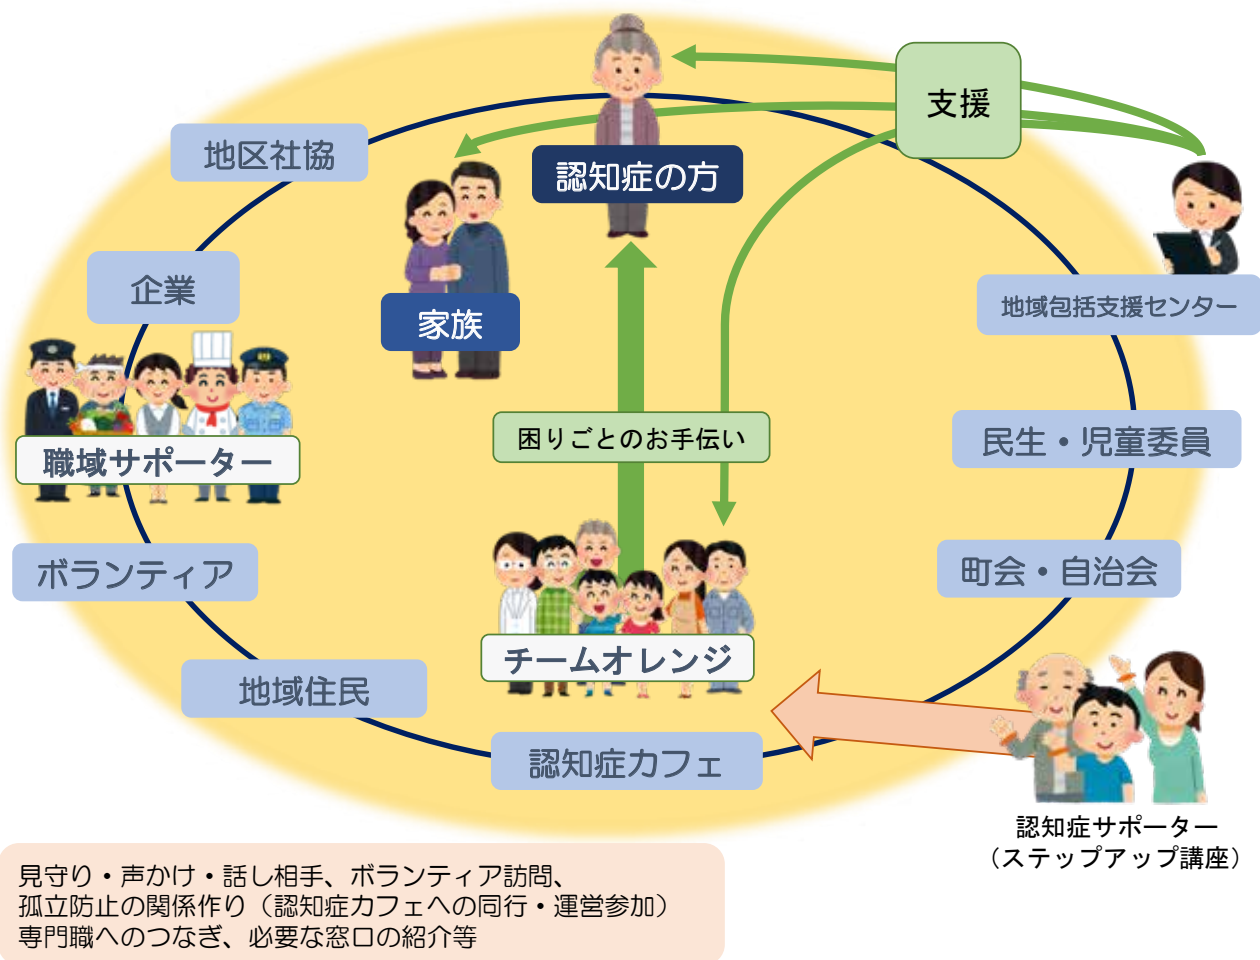 支援
地区社協
認知症の方
企業
家族
地域包括支援センター
困りごとのお手伝い
民生・児童委員
職域サポーター
ボランティア
町会・自治会
チームオレンジ
地域住民
認知症カフェ
認知症サポーター
（ステップアップ講座）
見守り・声かけ・話し相手、ボランティア訪問、
孤立防止の関係作り（認知症カフェへの同行・運営参加）
専門職へのつなぎ、必要な窓口の紹介等